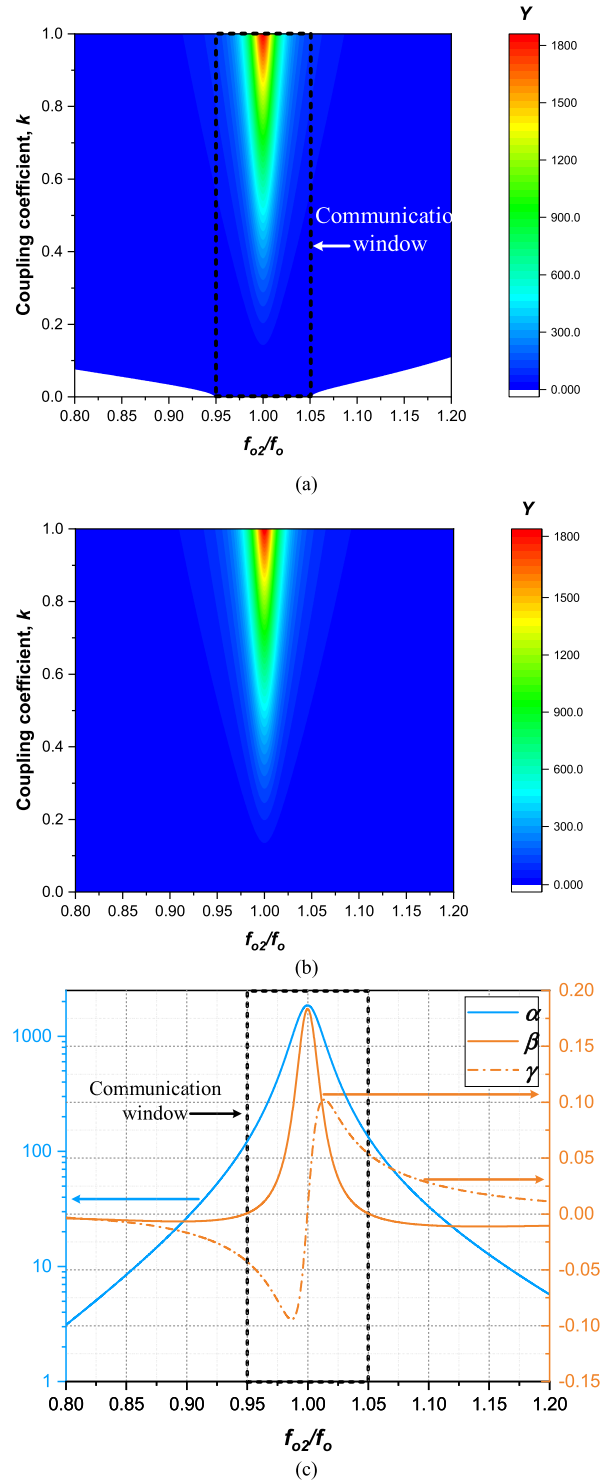 Y
1.0
0.8
0.6
0.4
0.2
0.0
Coupling coefficient, k
Communicatio
window
0.80 0.85 0.90 0.95 1.00 1.05 1.10 1.15 1.20
fo2/fo
1800
1500
1200
900.0
600.0
300.0
0.000
(a)
Y
1.0
0.8
0.6
0.4
0.2
0.0
Coupling coefficient, k
0.80 0.85 0.90 0.95 1.00 1.05 1.10 1.15 1.20
fo2/fo
1800
1500
1200
900.0
600.0
300.0
0.000
(b)
1000
100
10
1
Communication
window
α
β
γ
0.20
0.15
0.10
0.05
0.00
-0.05
-0.10
-0.15
0.80 0.85 0.90 0.95 1.00 1.05 1.10 1.15 1.20
fo2/fo
(c)